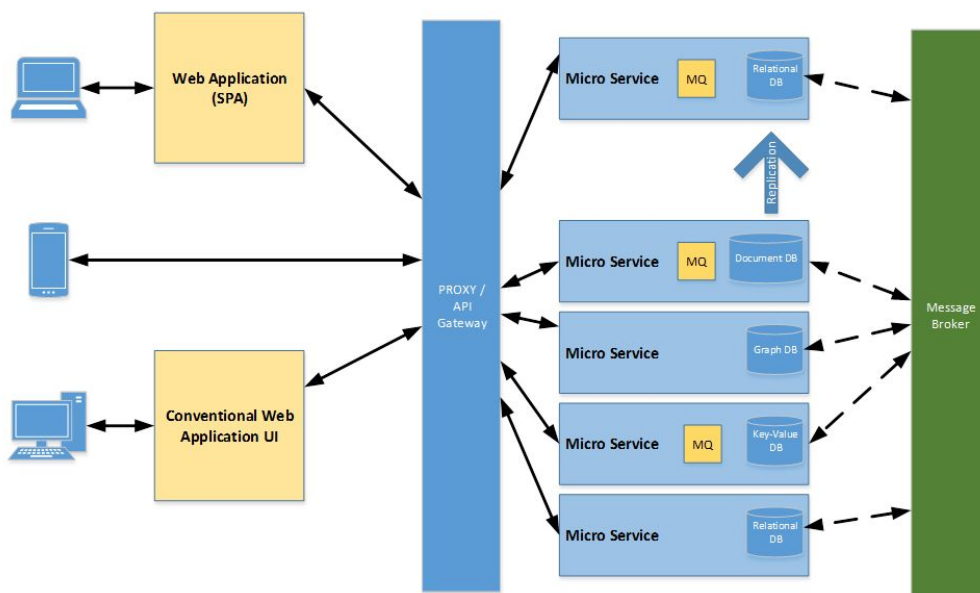 Web Application
(SPA)
Conventional Web
Application UI
PROXY /
API
Gateway
Micro Service
MQ
Relational
DB
Replication
Micro Service
MQ
Document DB
Micro Service
Graph DB
Micro Service
MQ
Key-Value
DB
Micro Service
Relational
DB
Message
Broker